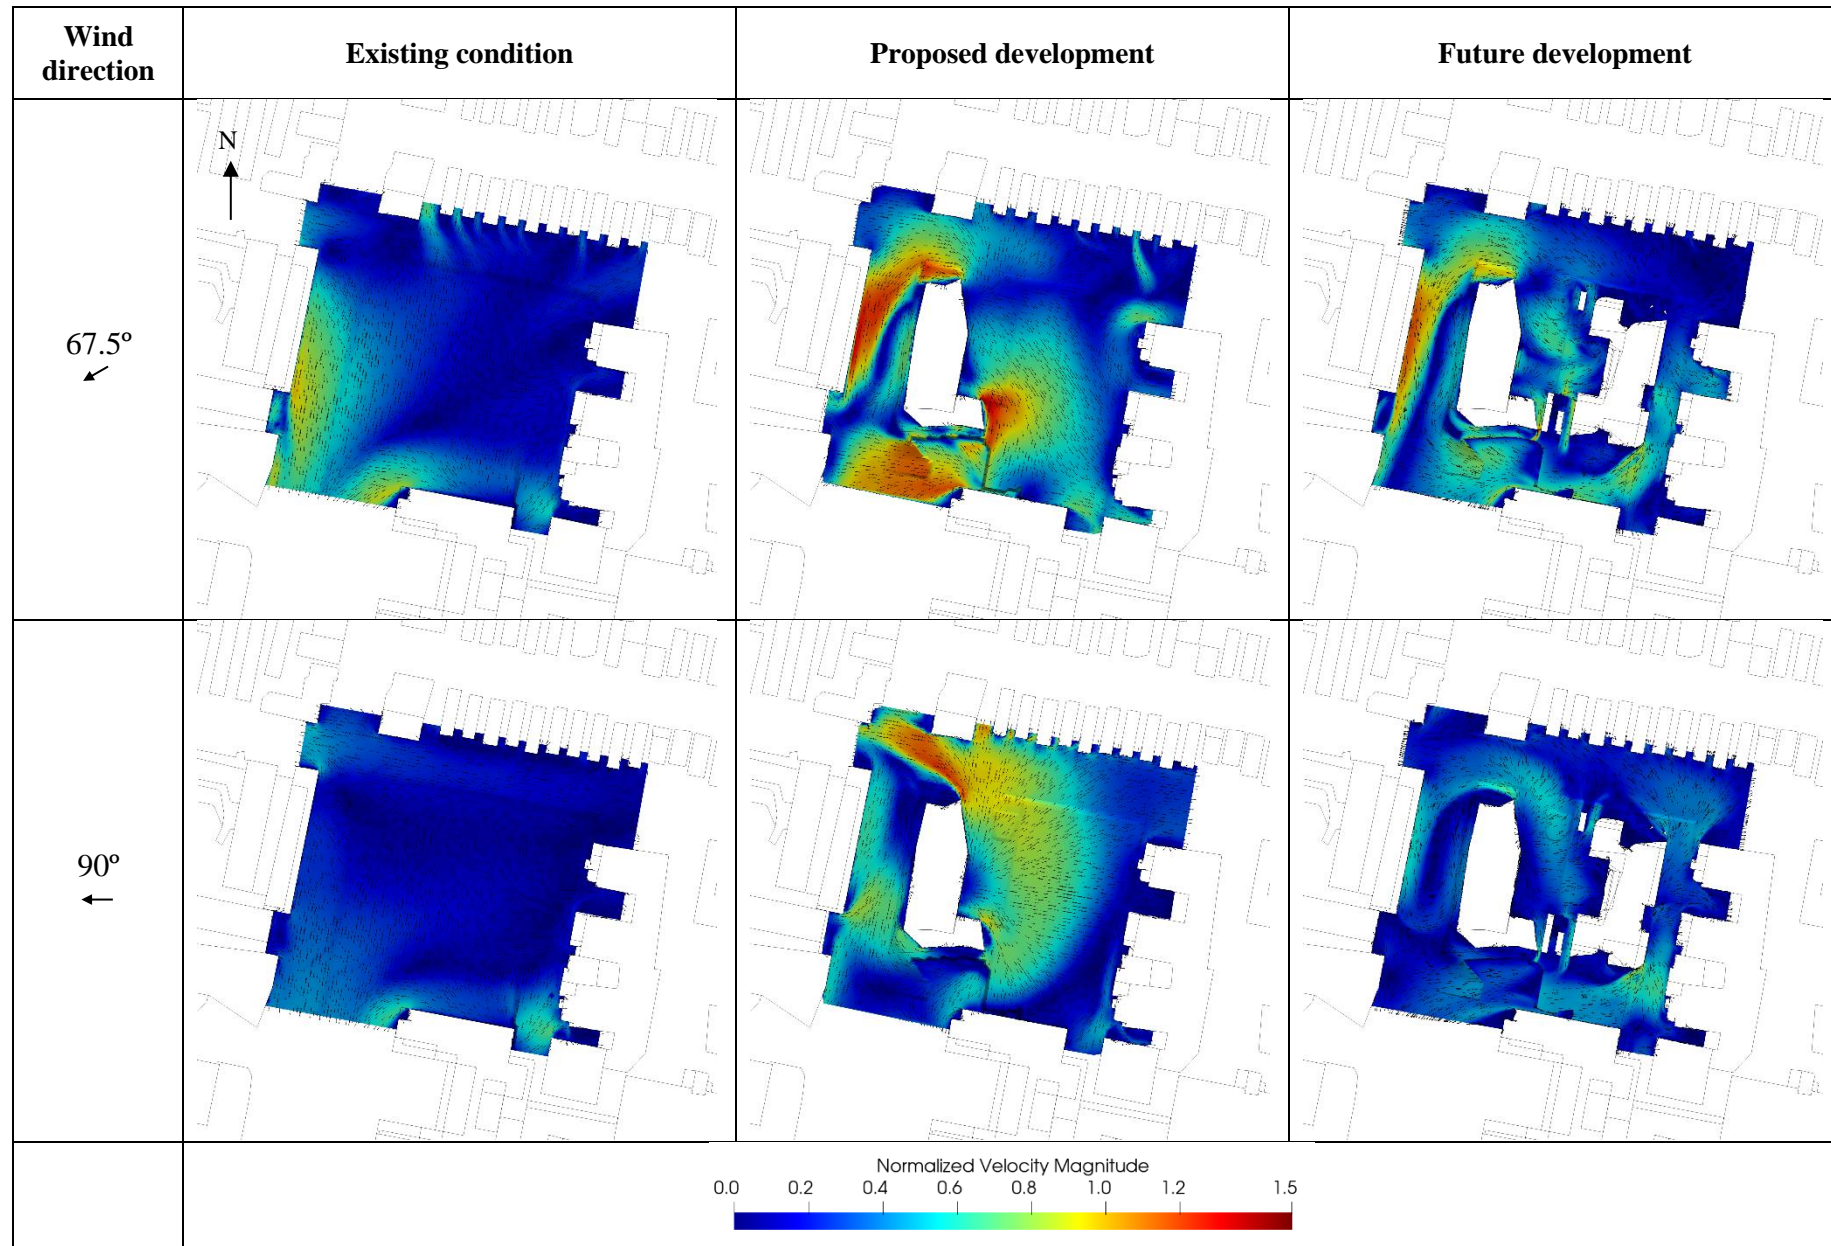 Wind
direction
Existing condition
Proposed development
Future development
N
67.5º
90º
Normalized Velocity Magnitude
0.0 0.2 0.4 0.6 0.8 1.0 1.2 1.5